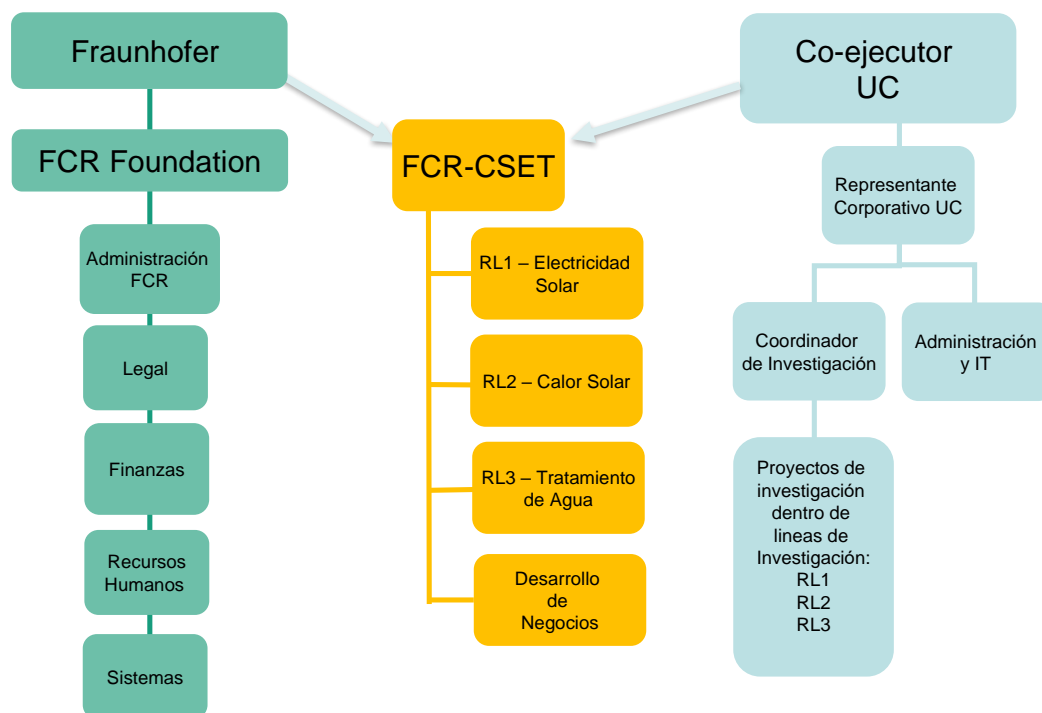 Fraunhofer
FCR Foundation
Administración
FCR
Legal
Finanzas
Recursos
Humanos
Sistemas
FCR-CSET
RL1 – Electricidad
Solar
RL2 – Calor Solar
RL3 – Tratamiento
de Agua
Desarrollo
de
Negocios
Co-ejecutor
UC
Representante
Corporativo UC
Coordinador
de Investigación
Administración
y IT
Proyectos de
investigación
dentro de
lineas de
Investigación:
RL1
RL2
RL3